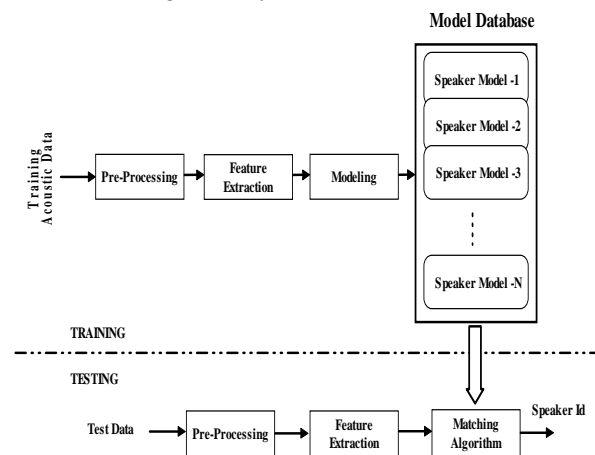 Model Database
Speaker Model -1
Speaker Model -2
Speaker Model -3
Speaker Model -N
Training
Acoustic Data
Pre-Processing
Feature
Extraction
Modeling
TRAINING
TESTING
Test Data
Pre-Processing
Feature
Extraction
Matching
Algorithm
Speaker Id